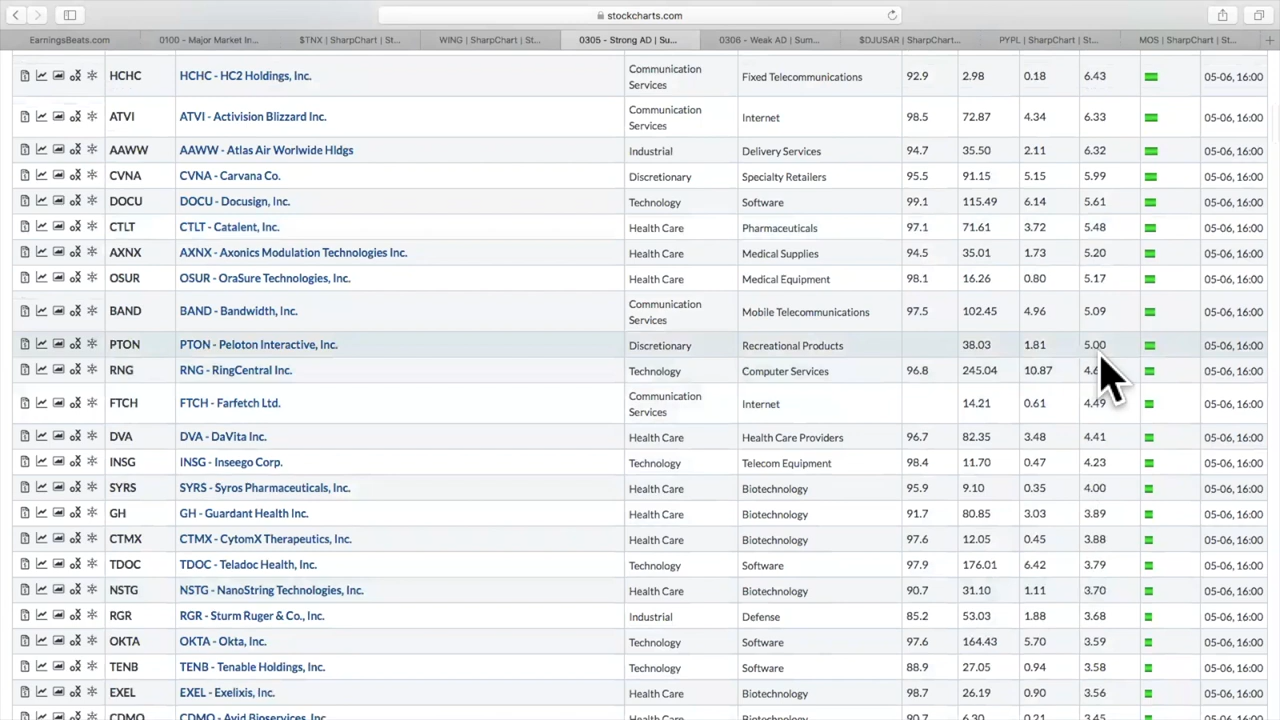 stockcharts.com
EarningsBeats.com
0100 - Major Market In...
$TNX | SharpChart | St...
WING | SharpChart | St...
0305 - Strong AD | Su...
0306 - Weak AD | Sum...
$DJUSAR | SharpChart...
PYPL | SharpChart | St...
MOS | SharpChart | St...
HCHC HCHC - HC2 Holdings, Inc. Communication Services Fixed Telecommunications 92.9 2.98 0.18 6.43 05-06, 16:00
ATVI ATVI - Activision Blizzard Inc. Communication Services Internet 98.5 72.87 4.34 6.33 05-06, 16:00
AAWW AAWW - Atlas Air Worlwide Hldgs Industrial Delivery Services 94.7 35.50 2.11 6.32 05-06, 16:00
CVNA CVNA - Carvana Co. Discretionary Specialty Retailers 95.5 91.15 5.15 5.99 05-06, 16:00
DOCU DOCU - Docusign, Inc. Technology Software 99.1 115.49 6.14 5.61 05-06, 16:00
CTLT CTLT - Catalent, Inc. Health Care Pharmaceuticals 97.1 71.61 3.72 5.48 05-06, 16:00
AXNX AXNX - Axonics Modulation Technologies Inc. Health Care Medical Supplies 94.5 35.01 1.73 5.20 05-06, 16:00
OSUR OSUR - OraSure Technologies, Inc. Health Care Medical Equipment 98.1 16.26 0.80 5.17 05-06, 16:00
BAND BAND - Bandwidth, Inc. Communication Services Mobile Telecommunications 97.5 102.45 4.96 5.09 05-06, 16:00
PTON PTON - Peloton Interactive, Inc. Discretionary Recreational Products 38.03 1.81 5.00 05-06, 16:00
RNG RNG - RingCentral, Inc. Technology Computer Services 96.8 245.04 10.87 05-06, 16:00
FTCH FTCH - Farfetch Ltd. Communication Services Internet 14.21 0.61 4.49 05-06, 16:00
DVA DVA - DaVita Inc. Health Care Health Care Providers 96.7 82.35 3.48 4.41 05-06, 16:00
INSG INSG - Inseego Corp. Technology Telecom Equipment 98.4 11.70 0.47 4.23 05-06, 16:00
SYRS SYRS - Syros Pharmaceuticals, Inc. Health Care Biotechnology 95.9 9.10 0.35 4.00 05-06, 16:00
GH GH - Guardant Health, Inc. Health Care Biotechnology 91.7 80.85 3.03 3.89 05-06, 16:00
CTMX CTMX - CytomX Therapeutics, Inc. Health Care Biotechnology 97.6 12.05 0.45 3.88 05-06, 16:00
TDOC TDOC - Teladoc Health, Inc. Technology Software 97.9 176.01 6.42 3.79 05-06, 16:00
NSTG NSTG - NanoString Technologies, Inc. Health Care Biotechnology 90.7 31.10 1.11 3.70 05-06, 16:00
RGR RGR - Sturm Ruger & Co., Inc. Industrial Defense 85.2 53.03 1.88 3.68 05-06, 16:00
OKTA OKTA - Okta, Inc. Technology Software 97.6 164.43 5.70 3.59 05-06, 16:00
TENB TENB - Tenable Holdings, Inc. Technology Software 88.9 27.05 0.94 3.58 05-06, 16:00
EXEL EXEL - Exelixis, Inc. Health Care Biotechnology 98.7 26.19 0.90 3.56 05-06, 16:00
CDMO CDMO - Avid Bioservices, Inc. Health Care Biotechnology 90.7 6.30 0.21 3.45 05-06, 16:00